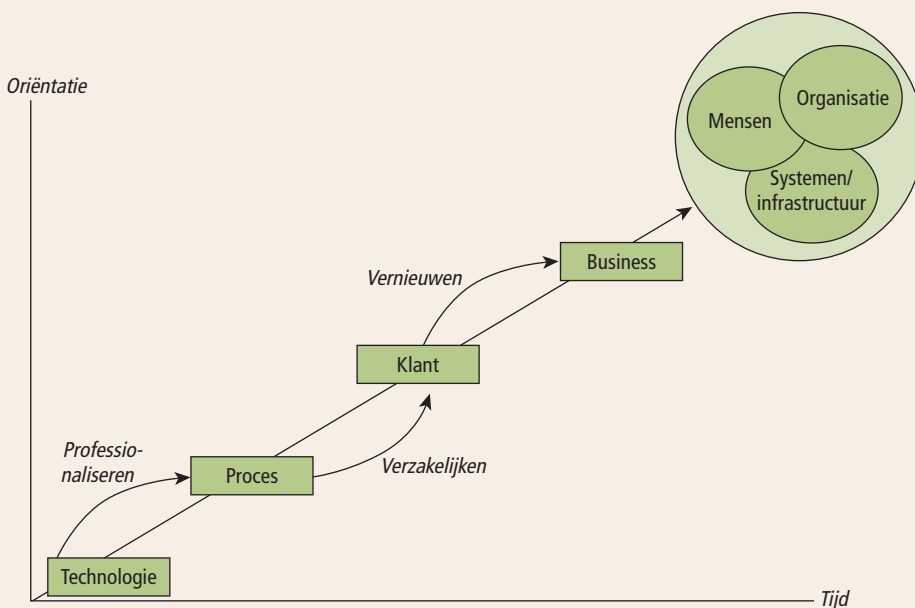 Oriëntatie
Mensen
Organisatie
Systemen/
infrastructuur
Vernieuwen
Business
Klant
Professio-
naliseren
Proces
Verzakelijken
Technologie
Tijd